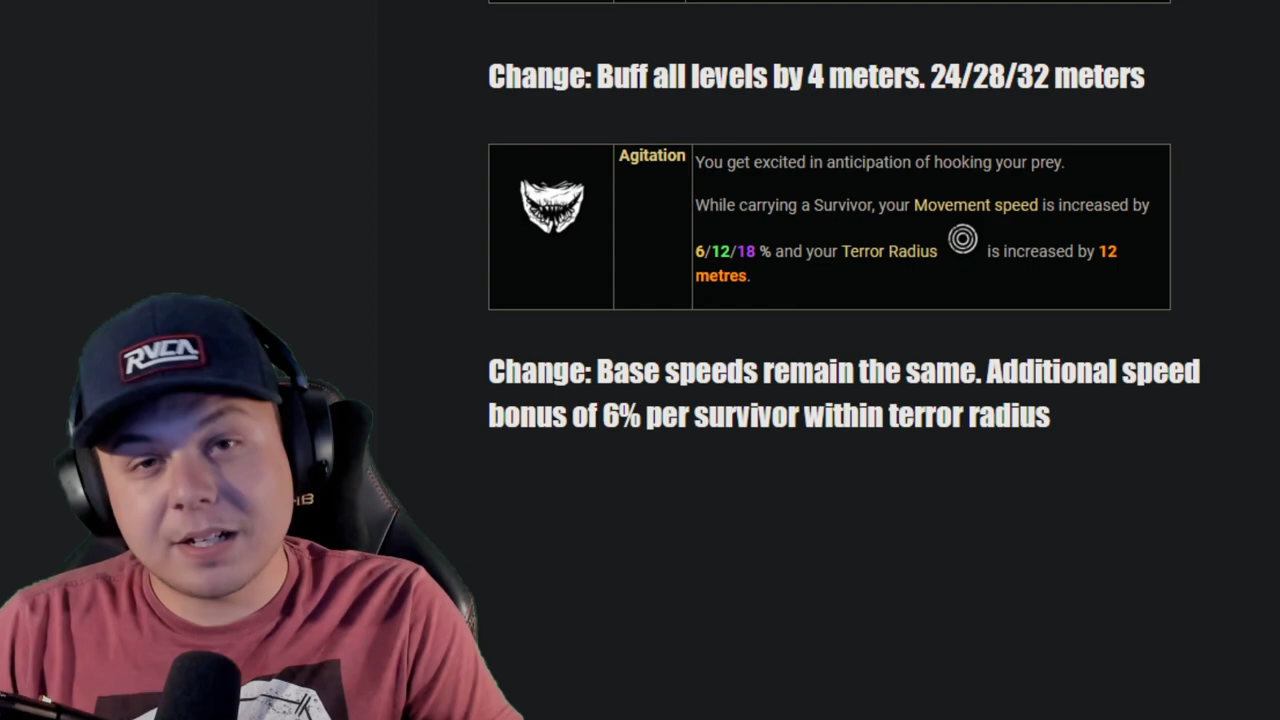 Change: Buff all levels by 4 meters. 24/28/32 meters
Agitation
You get excited in anticipation of hooking your prey.
While carrying a Survivor, your Movement speed is increased by
6/12/18 % and your Terror Radius is increased by 12
metres.
Change: Base speeds remain the same. Additional speed
bonus of 6% per survivor within terror radius
RVCA